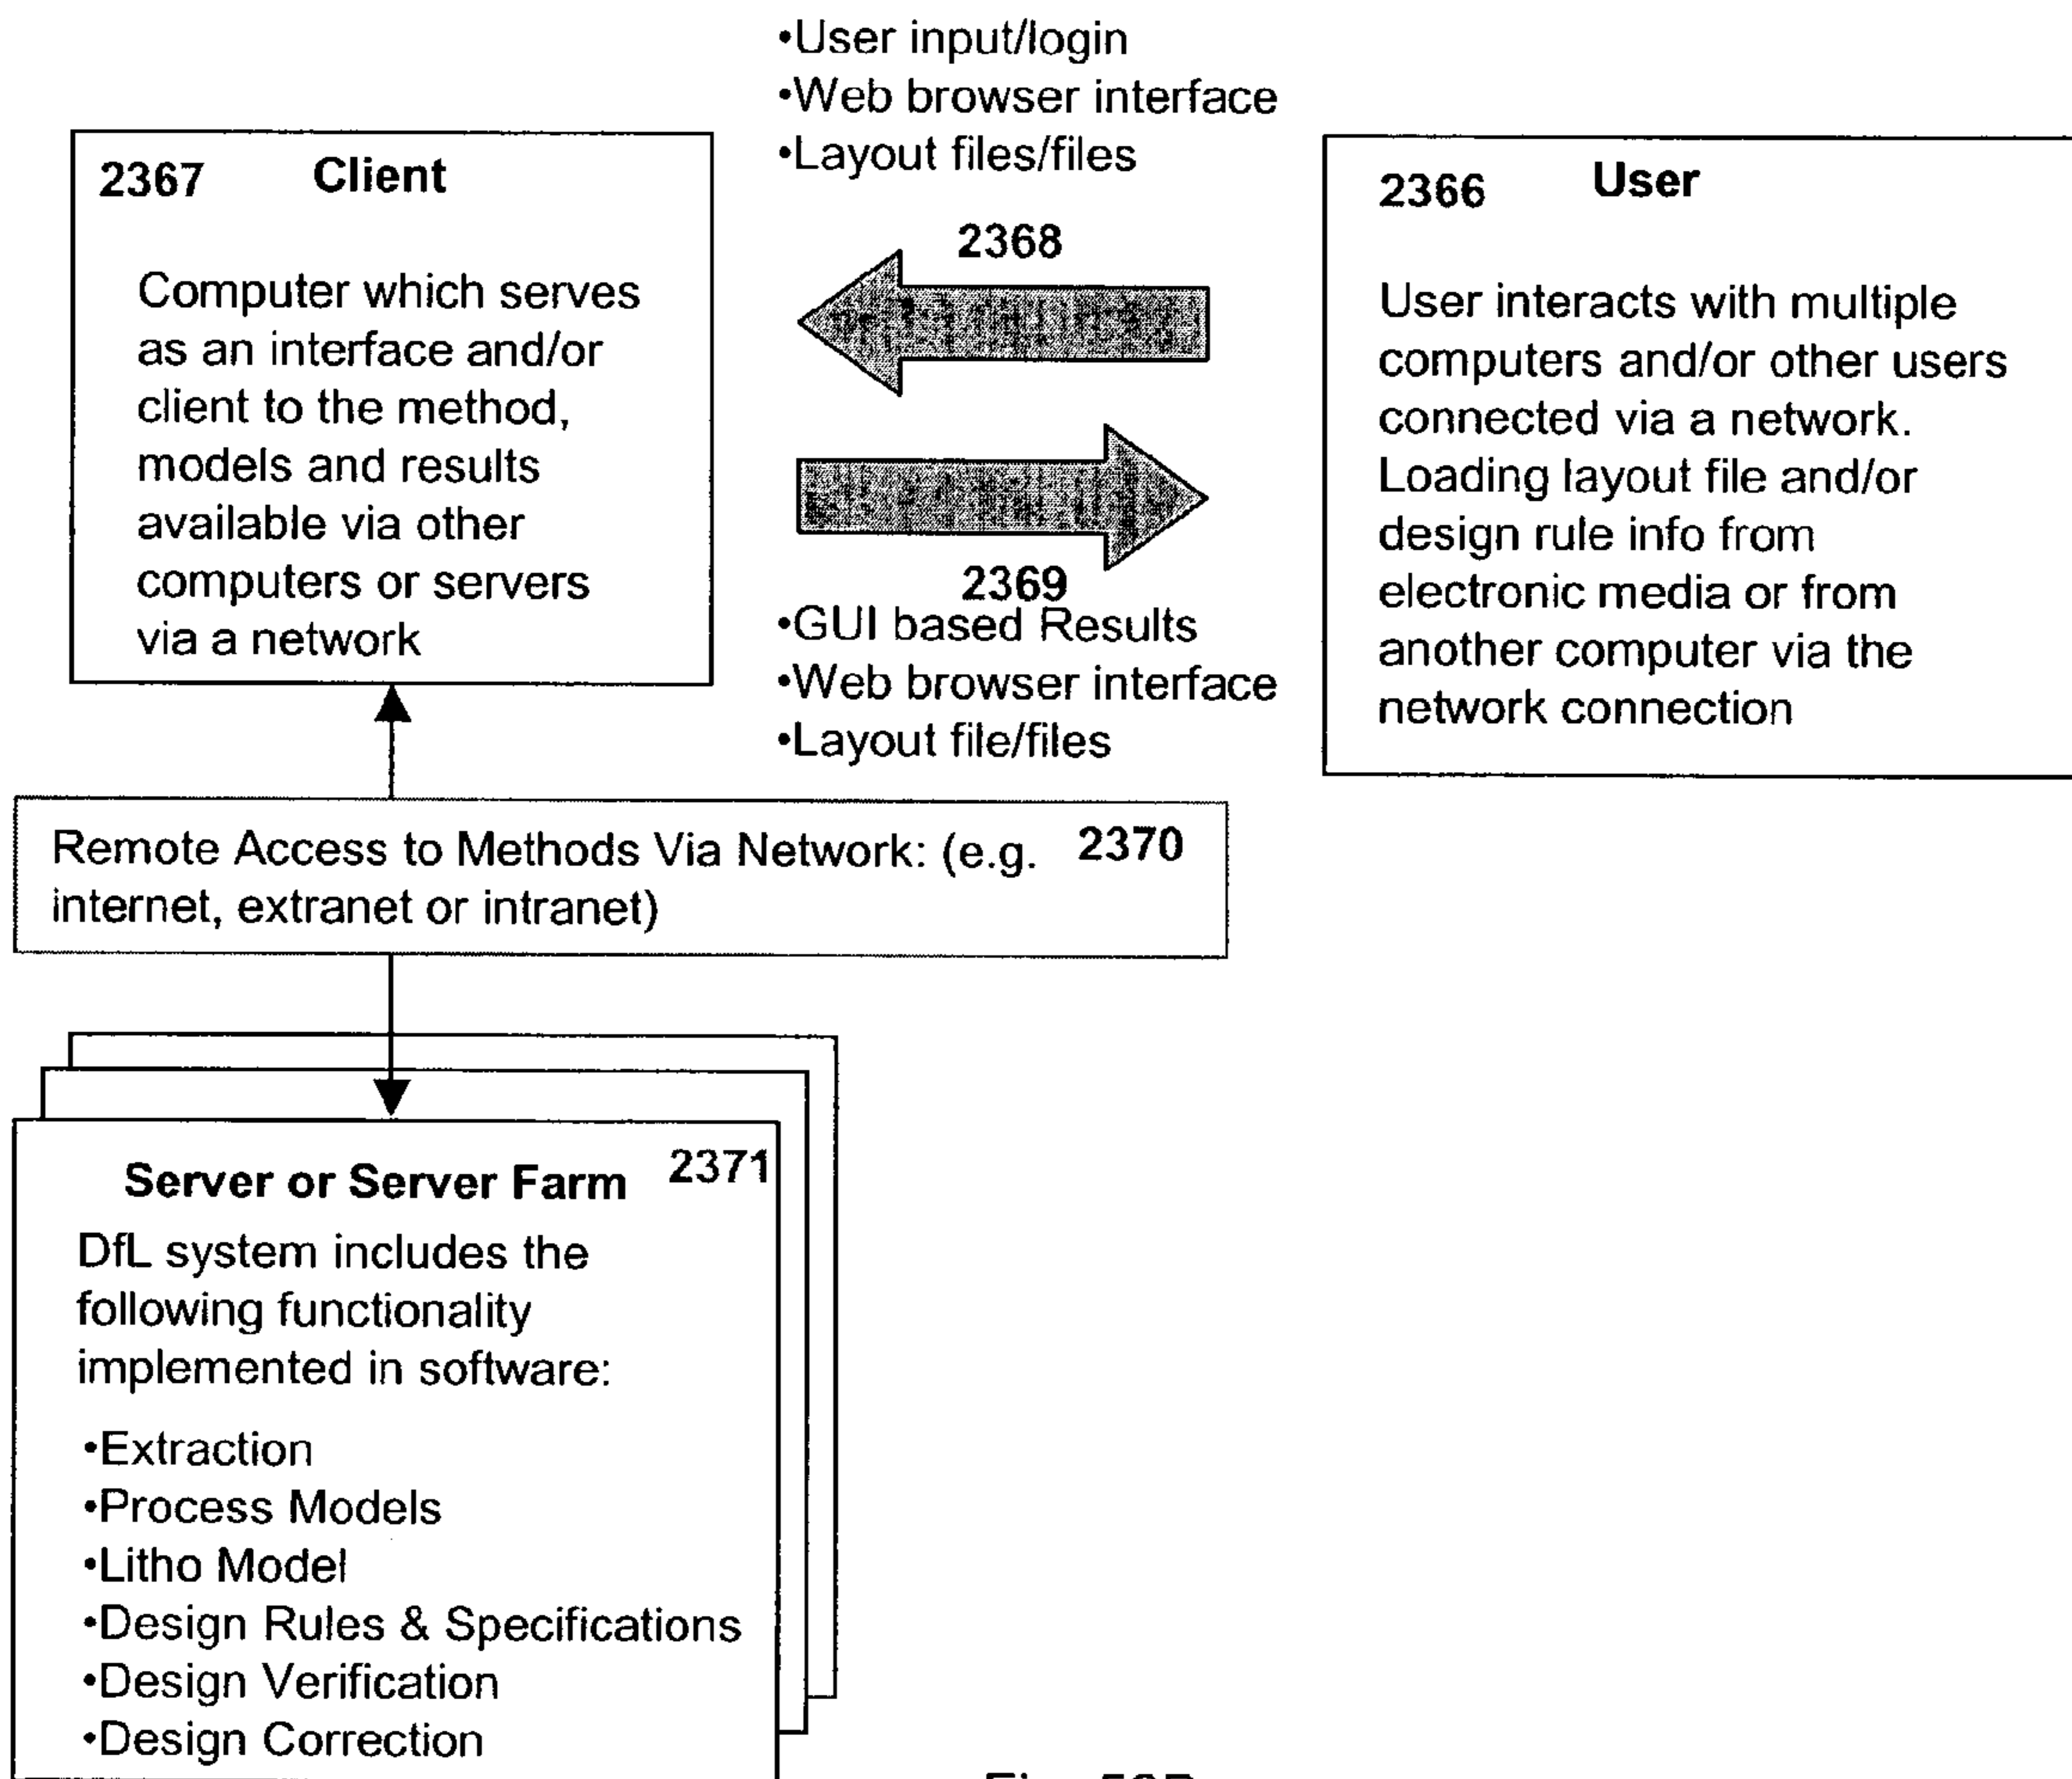 •User input/login
•Web browser interface
•Layout files/files
2367 Client
Computer which serves
as an interface and/or
client to the method,
models and results
available via other
computers or servers
via a network
2368
2369
•GUI based Results
•Web browser interface
•Layout file/files
2366 User
User interacts with multiple
computers and/or other users
connected via a network.
Loading layout file and/or
design rule info from
electronic media or from
another computer via the
network connection
Remote Access to Methods Via Network: (e.g. 2370
internet, extranet or intranet)
Server or Server Farm 2371
DfL system includes the
following functionality
implemented in software:
•Extraction
•Process Models
•Litho Model
•Design Rules & Specifications
•Design Verification
•Design Correction